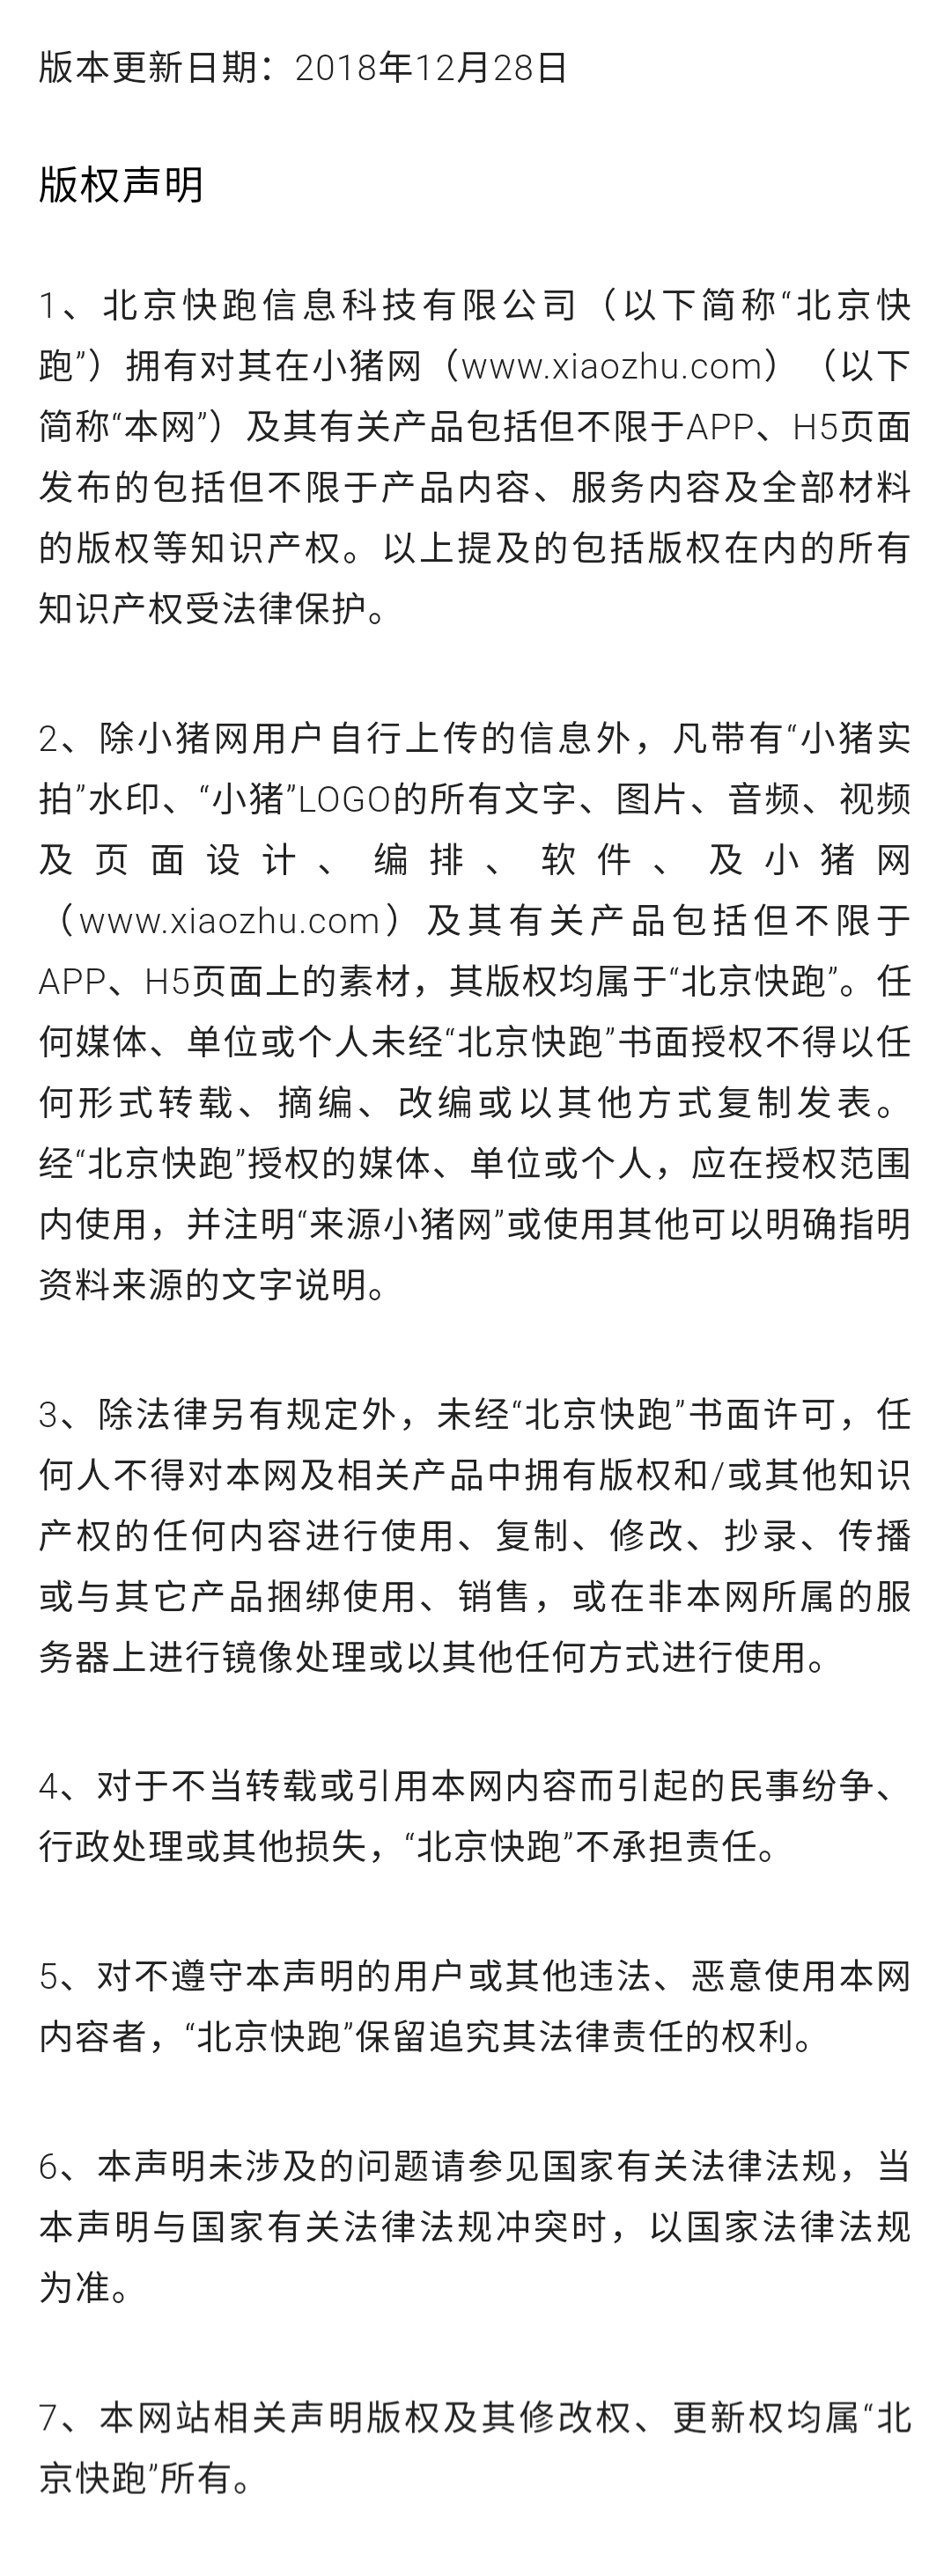 版本更新日期：2018年12月28日
版权声明
1、北京快跑信息科技有限公司（以下简称“北京快
跑”）拥有对其在小猪网（www.xiaozhu.com）（以下
简称“本网”）及其有关产品包括但不限于APP、H5页面
发布的包括但不限于产品内容、服务内容及全部材料
的版权等知识产权。以上提及的包括版权在内的所有
知识产权受法律保护。
2、除小猪网用户自行上传的信息外，凡带有“小猪实
拍”水印、“小猪”LOGO的所有文字、图片、音频、视频
及页面设计、编排、软件、及小猪网
（www.xiaozhu.com）及其有关产品包括但不限于
APP、H5页面上的素材，其版权均属于“北京快跑”。任
何媒体、单位或个人未经“北京快跑”书面授权不得以任
何形式转载、摘编、改编或以其他方式复制发表。
经“北京快跑”授权的媒体、单位或个人，应在授权范围
内使用，并注明“来源小猪网”或使用其他可以明确指明
资料来源的文字说明。
3、除法律另有规定外，未经“北京快跑”书面许可，任
何人不得对本网及相关产品中拥有版权和/或其他知识
产权的任何内容进行使用、复制、修改、抄录、传播
或与其它产品捆绑使用、销售，或在非本网所属的服
务器上进行镜像处理或以其他任何方式进行使用。
4、对于不当转载或引用本网内容而引起的民事纷争、
行政处理或其他损失，“北京快跑”不承担责任。
5、对不遵守本声明的用户或其他违法、恶意使用本网
内容者，“北京快跑”保留追究其法律责任的权利。
6、本声明未涉及的问题请参见国家有关法律法规，当
本声明与国家有关法律法规冲突时，以国家法律法规
为准。
7、本网站相关声明版权及其修改权、更新权均属“北
京快跑”所有。